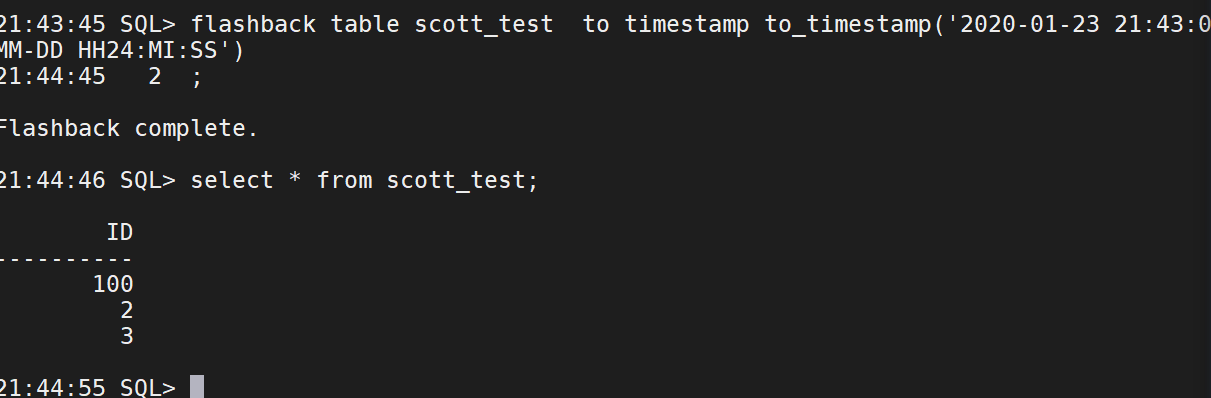 21:43:45 SQL> flashback table scott_test  to timestamp to_timestamp('2020-01-23 21:43:0
MM-DD HH24:MI:SS')
21:44:45   2  ;
Flashback complete.
21:44:46 SQL> select * from scott_test;
ID
----------
100
2
3
21:44:55 SQL>